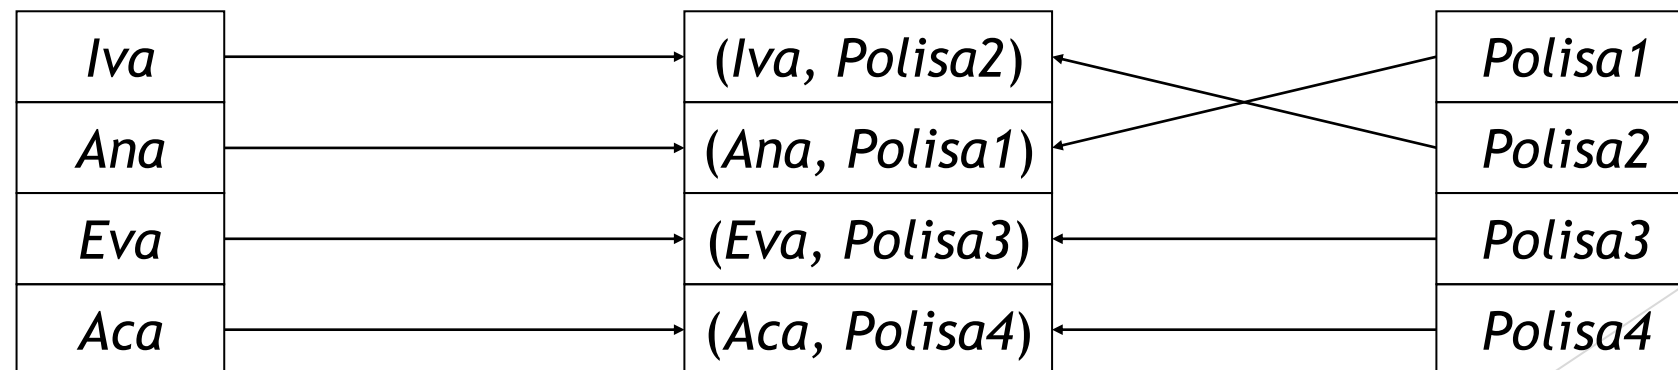 Iva (Iva, Polisa2) Polisa1
Ana (Ana, Polisa1) Polisa2
Eva (Eva, Polisa3) Polisa3
Aca (Aca, Polisa4) Polisa4